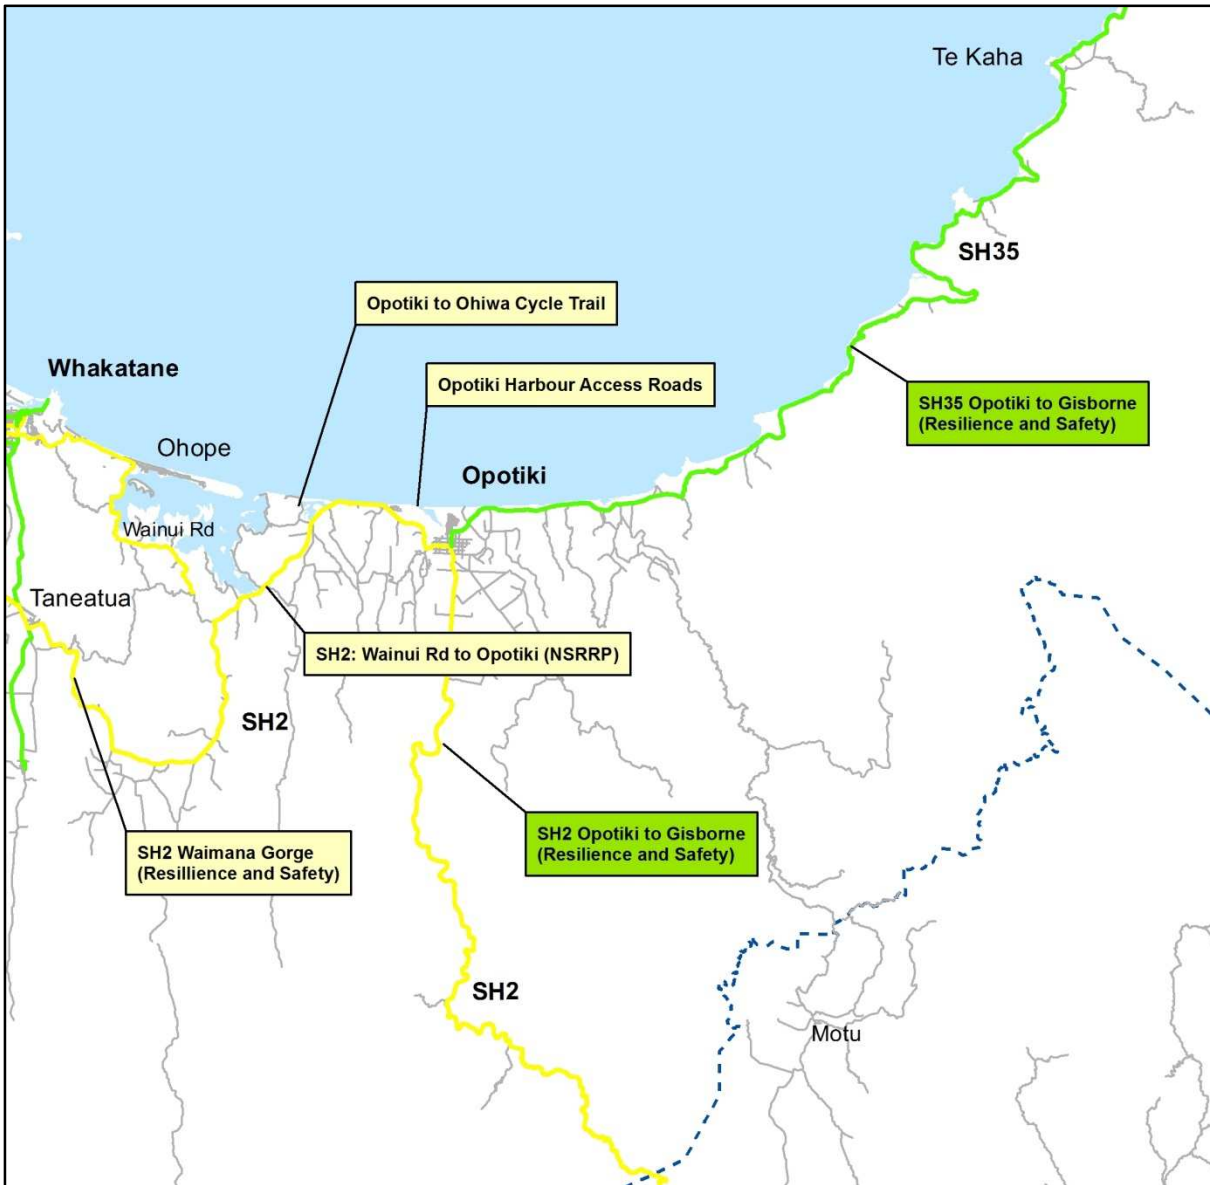 Te Kaha
SH35
Opotiki to Ohiwa Cycle Trail
Whakatane
Opotiki Harbour Access Roads
SH35 Opotiki to Gisborne
(Resilience and Safety)
Ohope
Opotiki
Wainui Rd
Taneatua
SH2: Wainui Rd to Opotiki (NSRRP)
SH2
SH2 Opotiki to Gisborne
(Resilience and Safety)
SH2 Waimana Gorge
(Resillience and Safety)
SH2
Motu